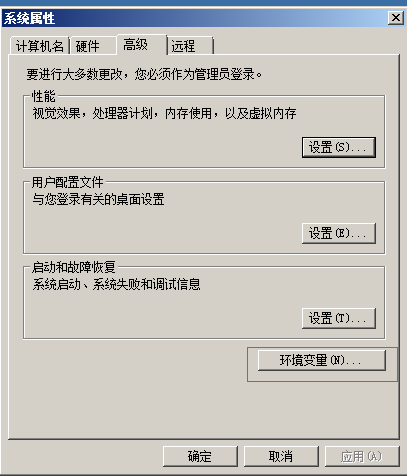 系统属性
计算机名 硬件 高级 远程
要进行大多数更改，您必须作为管理员登录。
性能
视觉效果，处理器计划，内存使用，以及虚拟内存
设置(S)...
用户配置文件
与您登录有关的桌面设置
设置(E)...
启动和故障恢复
系统启动、系统失败和调试信息
设置(T)...
环境变量(N)...
确定 取消 应用(A)